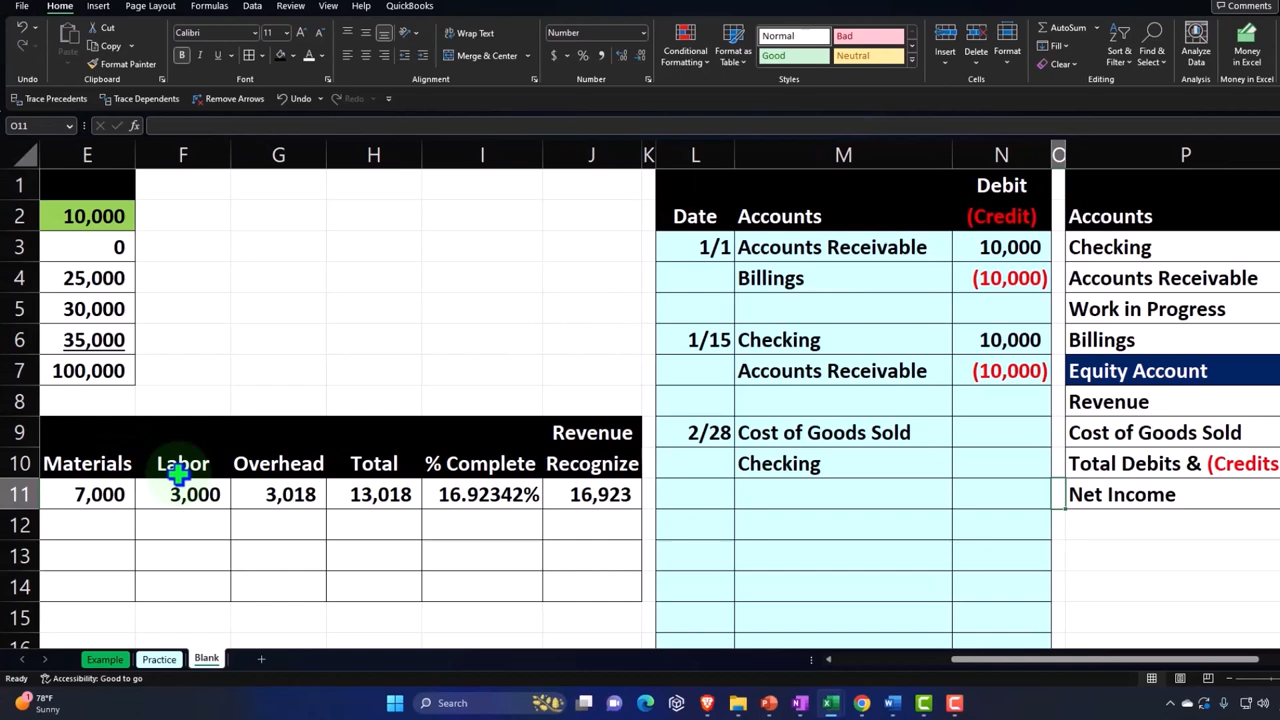 File Home Insert Page Layout Formulas Data Review View Help QuickBooks Comments
Cut
Copy
Format Painter
Paste
Calibri
Wrap Text
Merge & Center
Number
Conditional Formatting
Format as Table
Normal Bad
Good Neutral
Insert Delete Format
AutoSum
Fill
Clear
Sort & Filter
Find & Select
Analyze Data
Money in Excel
Undo Clipboard Font Alignment Number Styles Cells Editing Analysis Money in Excel
Trace Precedents Trace Dependents Remove Arrows Undo Redo
O11 fx
E F G H I J K L M N O P
1 Debit
2 10,000 Date Accounts (Credit) Accounts
3 0 1/1 Accounts Receivable 10,000 Checking
4 25,000 Billings (10,000) Accounts Receivable
5 30,000 Work in Progress
6 35,000 1/15 Checking 10,000 Billings
7 100,000 Accounts Receivable (10,000) Equity Account
8 Revenue
9 Revenue 2/28 Cost of Goods Sold Cost of Goods Sold
10 Materials Labor Overhead Total % Complete Recognize Checking Total Debits & (Credits
11 7,000 3,000 3,018 13,018 16.92342% 16,923 Net Income
12
13
14
15
16
Example Practice Blank
Ready Accessibility: Good to go
78°F
Sunny
Search